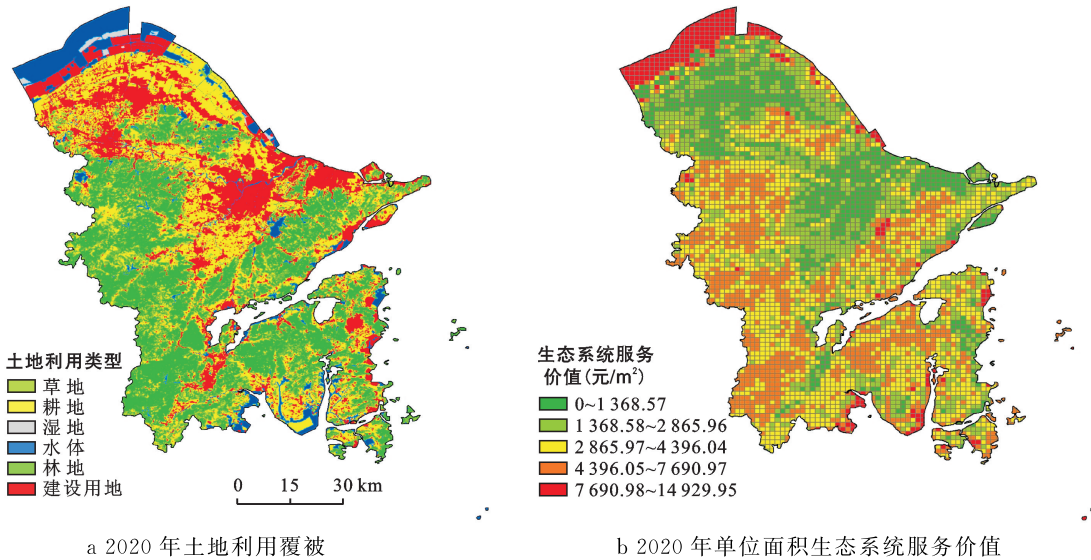 土地利用类型
草地
耕地
湿地
水体
林地
建设用地
0 15 30 km
a 2020 年土地利用覆被
生态系统服务
价值(元/m²)
0~1 368.57
1 368.58~2 865.96
2 865.97~4 396.04
4 396.05~7 690.97
7 690.98~14 929.95
b 2020 年单位面积生态系统服务价值